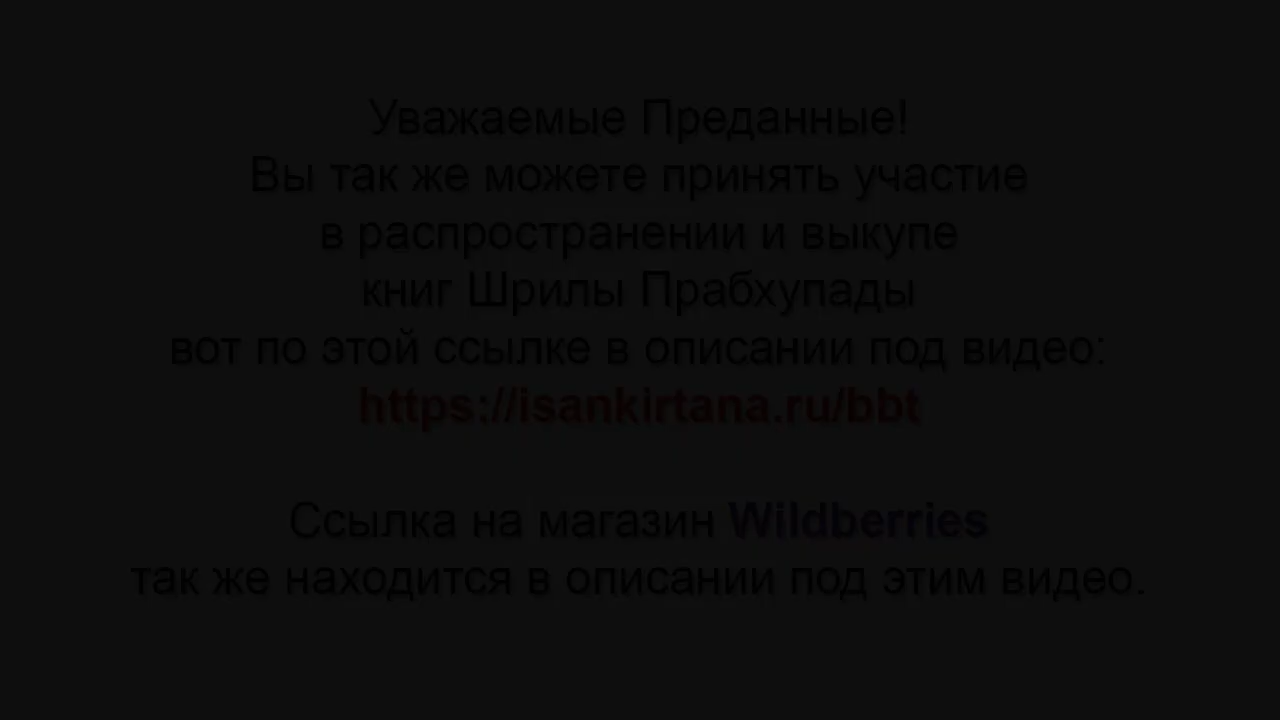 Уважаемые Преданные!
Вы так же можете принять участие
в распространении и выкупе
книг Шрилы Прабхупады
вот по этой ссылке в описании под видео:
https://isankirtana.ru/bbt
Ссылка на магазин Wildberries
так же находится в описании под этим видео.